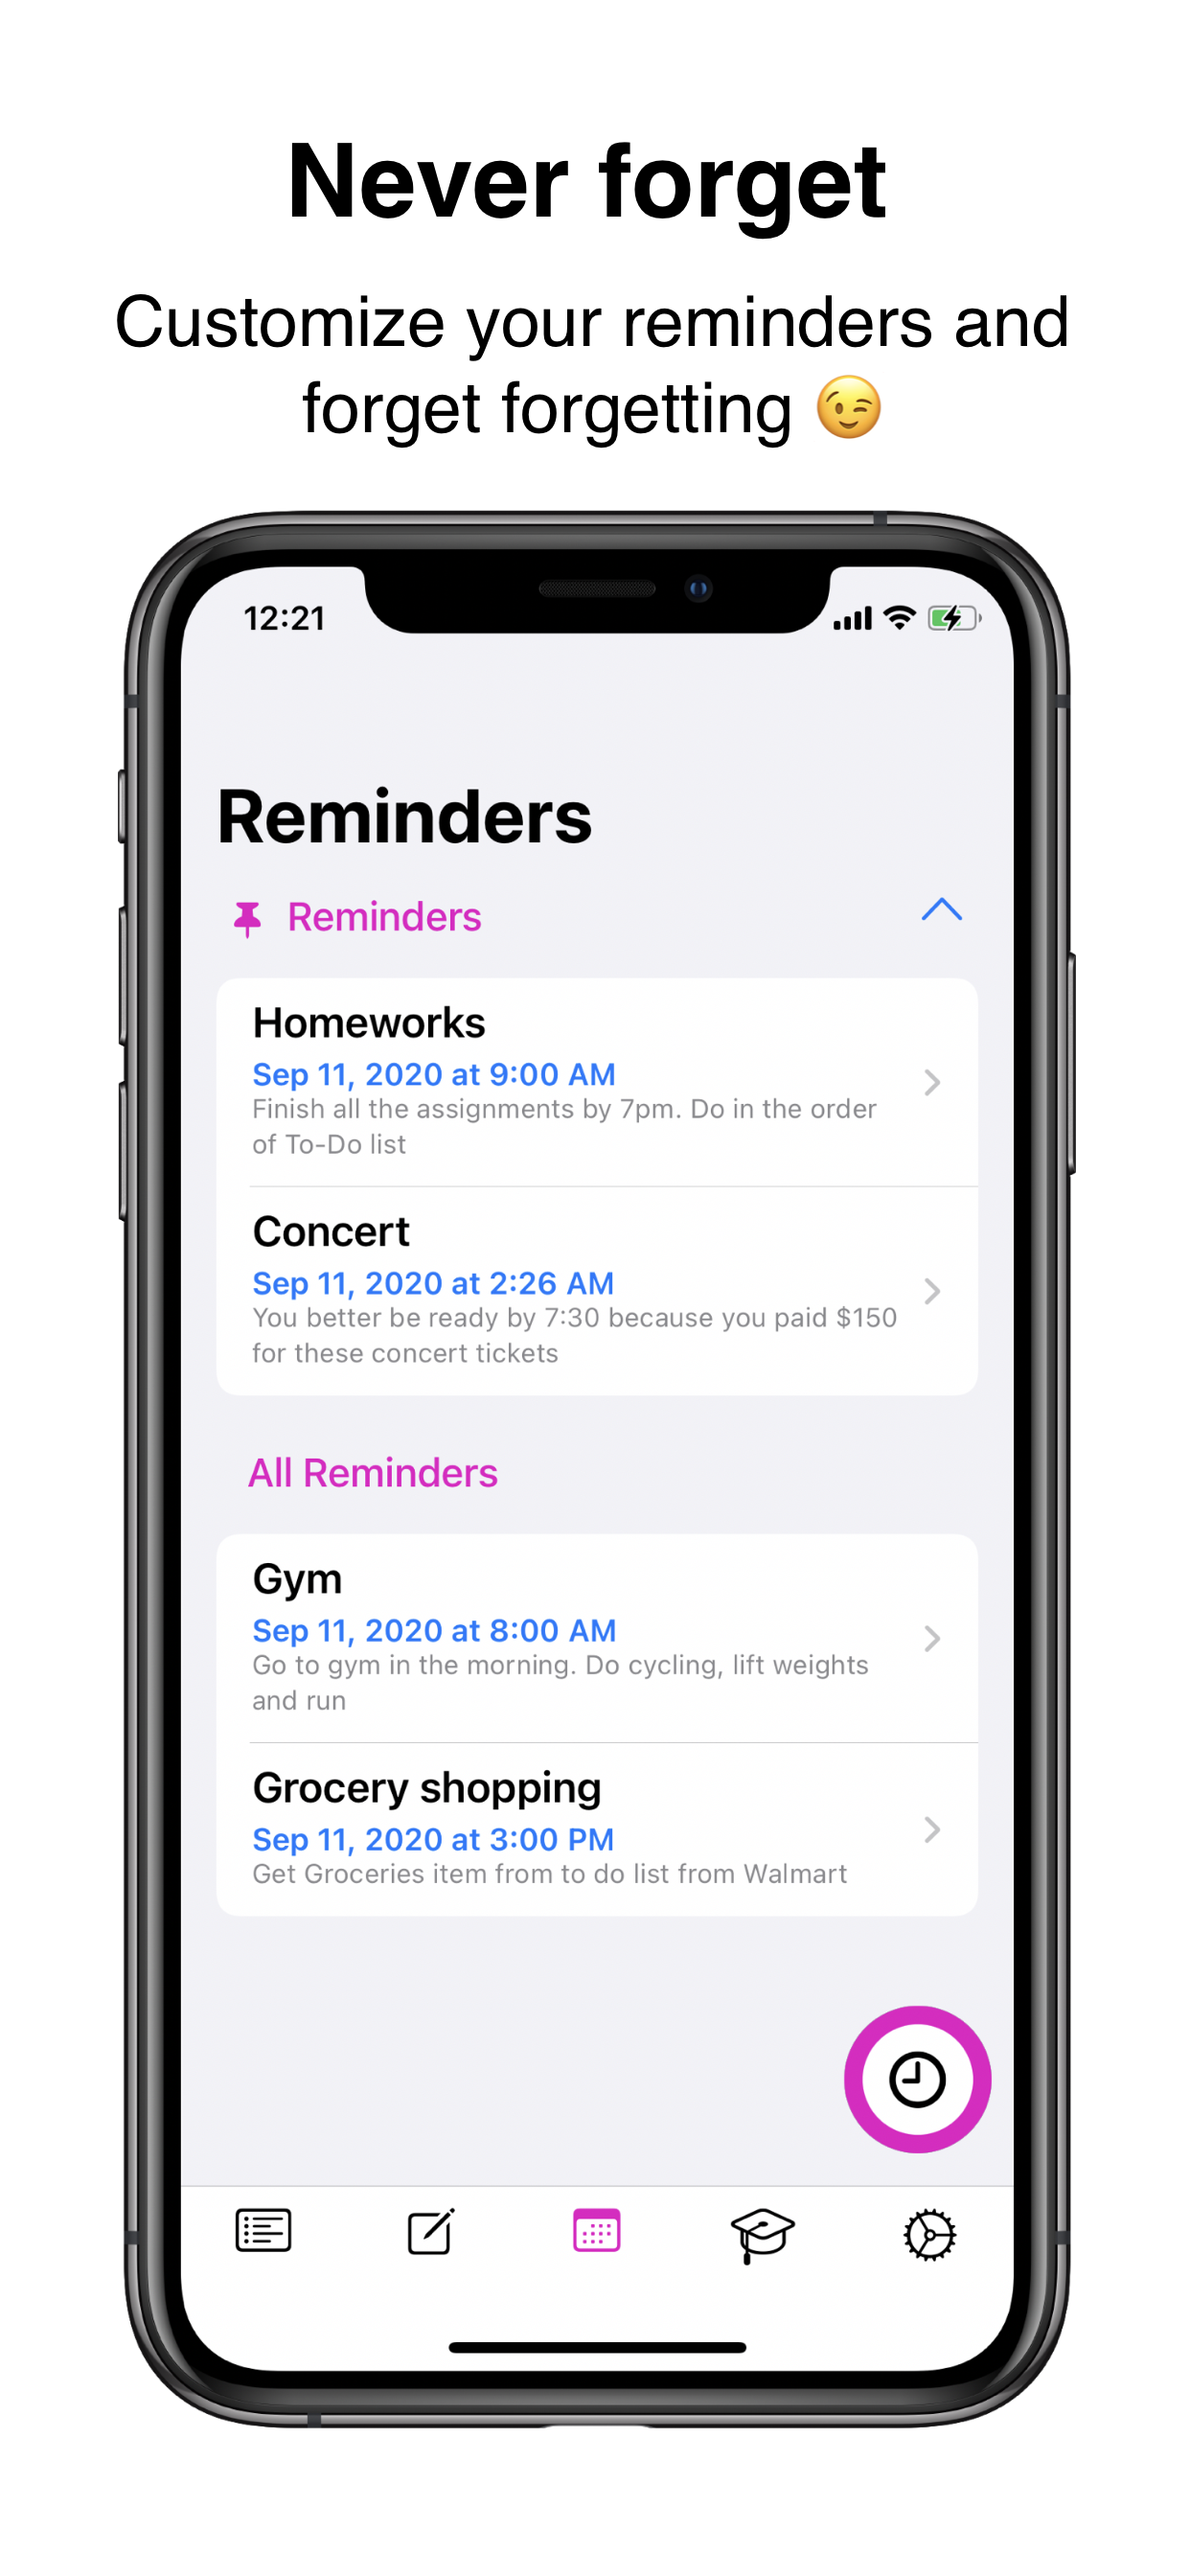 Never forget
Customize your reminders and
forget forgetting 😉
12:21
Reminders
Reminders
Homeworks
Sep 11, 2020 at 9:00 AM
Finish all the assignments by 7pm. Do in the order
of To-Do list
Concert
Sep 11, 2020 at 2:26 AM
You better be ready by 7:30 because you paid $150
for these concert tickets
All Reminders
Gym
Sep 11, 2020 at 8:00 AM
Go to gym in the morning. Do cycling, lift weights
and run
Grocery shopping
Sep 11, 2020 at 3:00 PM
Get Groceries item from to do list from Walmart